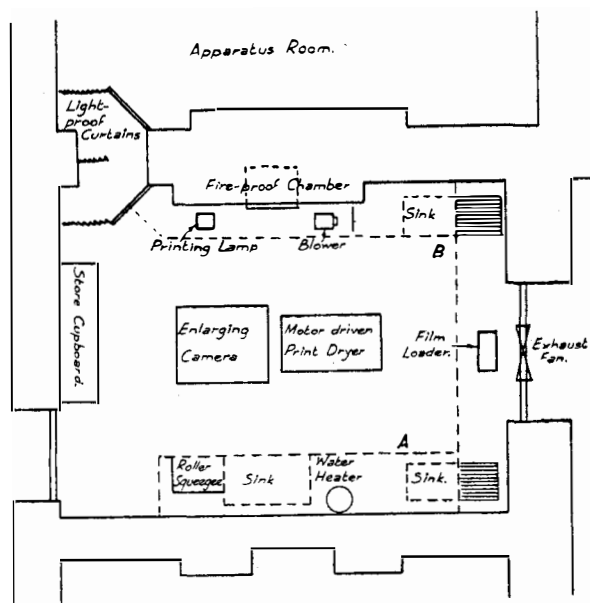 Apparatus Room.
Light-
proof
Curtains
Fire-proof Chamber
Sink
Printing Lamp
Blower
B
Store Cupboard.
Enlarging
Camera
Motor driven
Print Dryer
Film
Loader.
Exhaust
Fan.
A
Roller
Squeegee
Sink
Water
Heater
Sink.